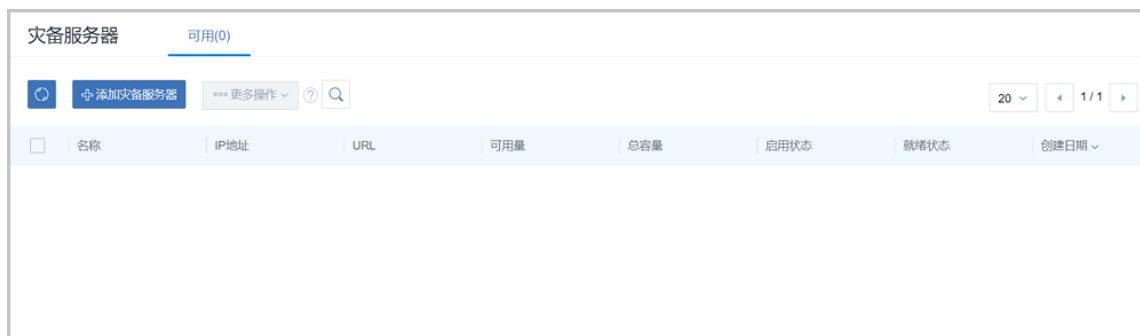 灾备服务器 可用(0)
添加灾备服务器 更多操作 20 1 / 1
名称 IP地址 URL 可用量 总容量 启用状态 就绪状态 创建日期